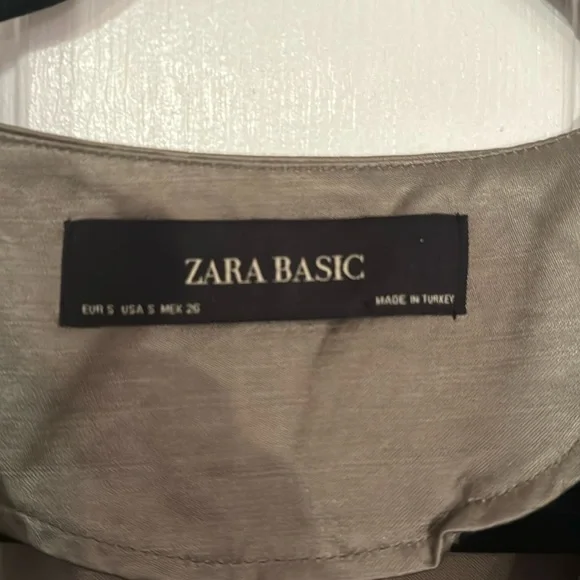 ZARA BASIC
EUR S USA S MEX 26
MADE IN TURKEY